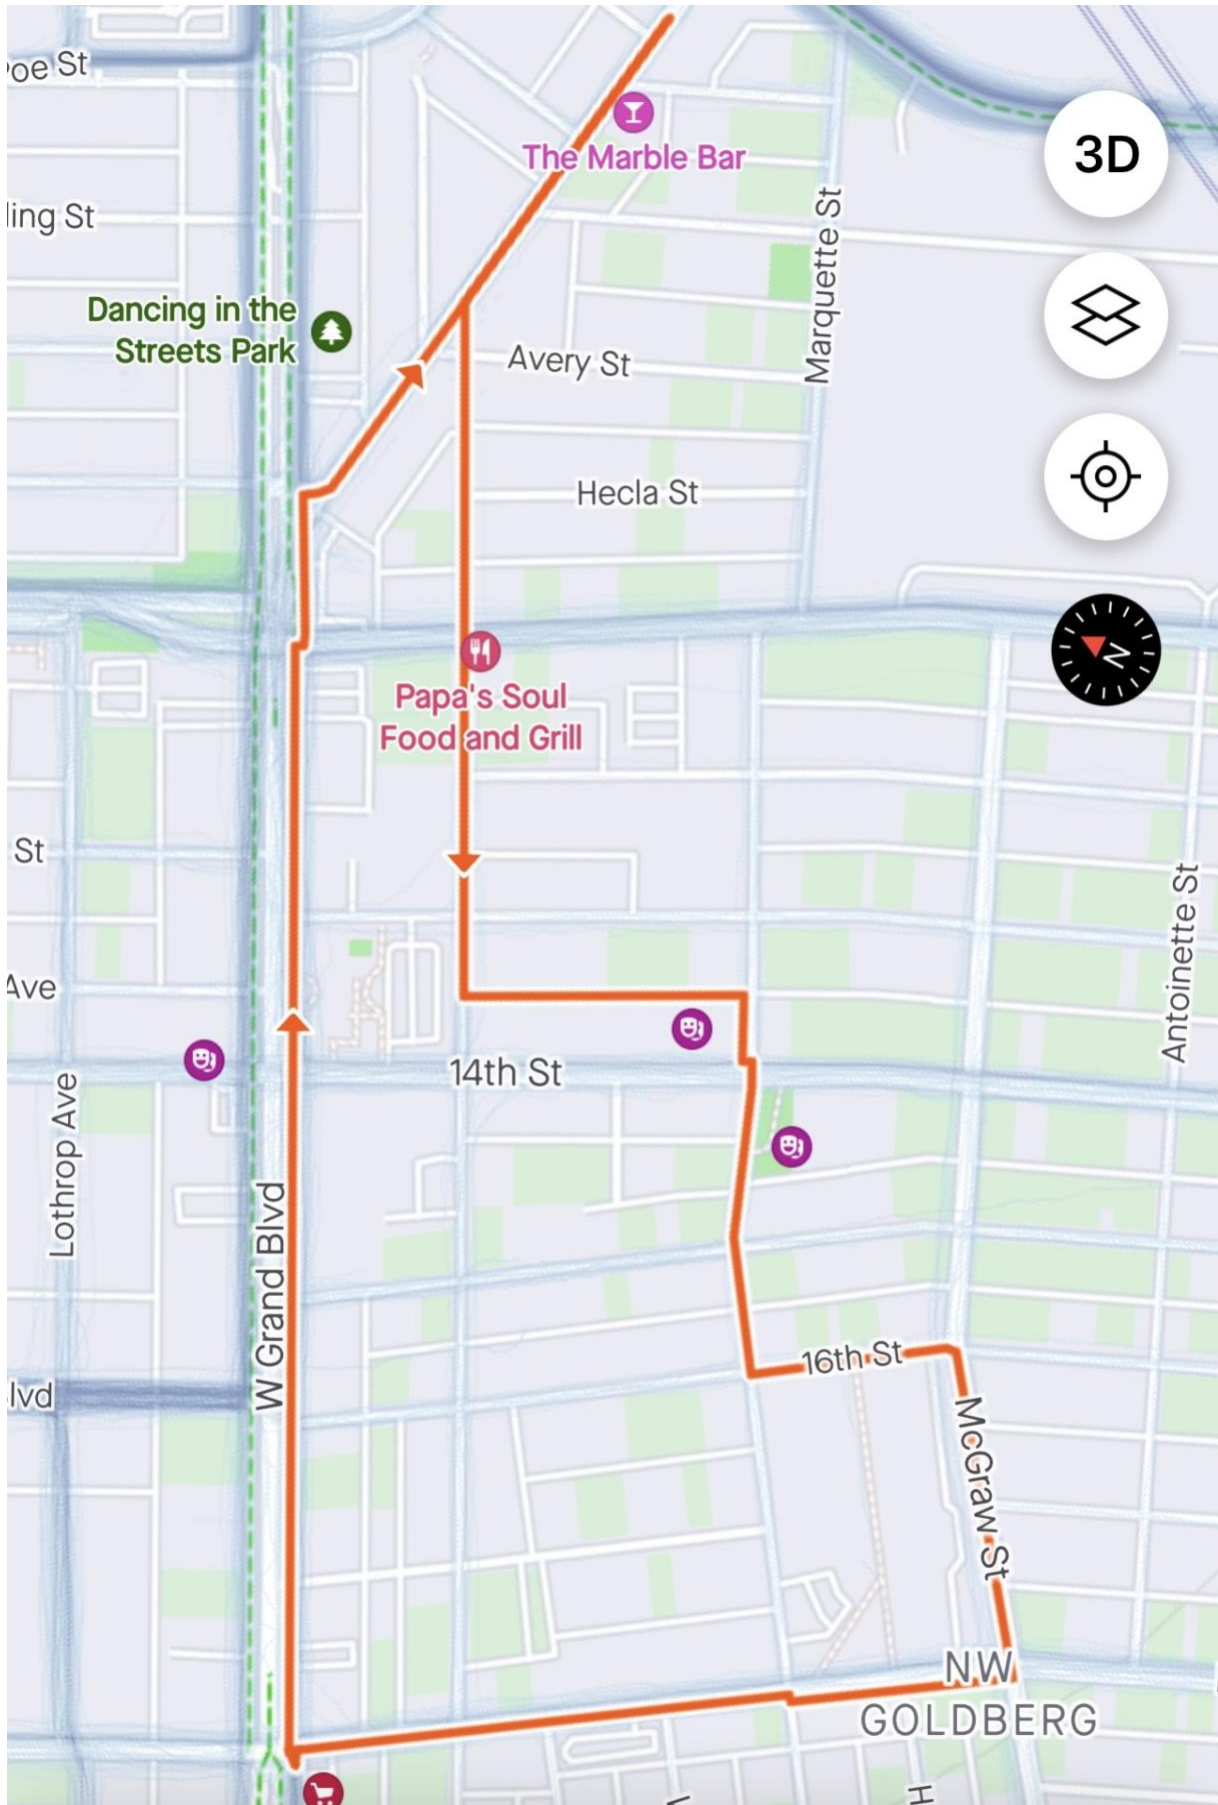 oe St
3D
The Marble Bar
ling St
Marquette St
Dancing in the
Streets Park
Avery St
Hecla St
N
Papa's Soul
Food and Grill
St
Antoinette St
Ave
14th St
Lothrop Ave
W Grand Blvd
16th St
lvd
McGraw St
NW
GOLDBERG
H